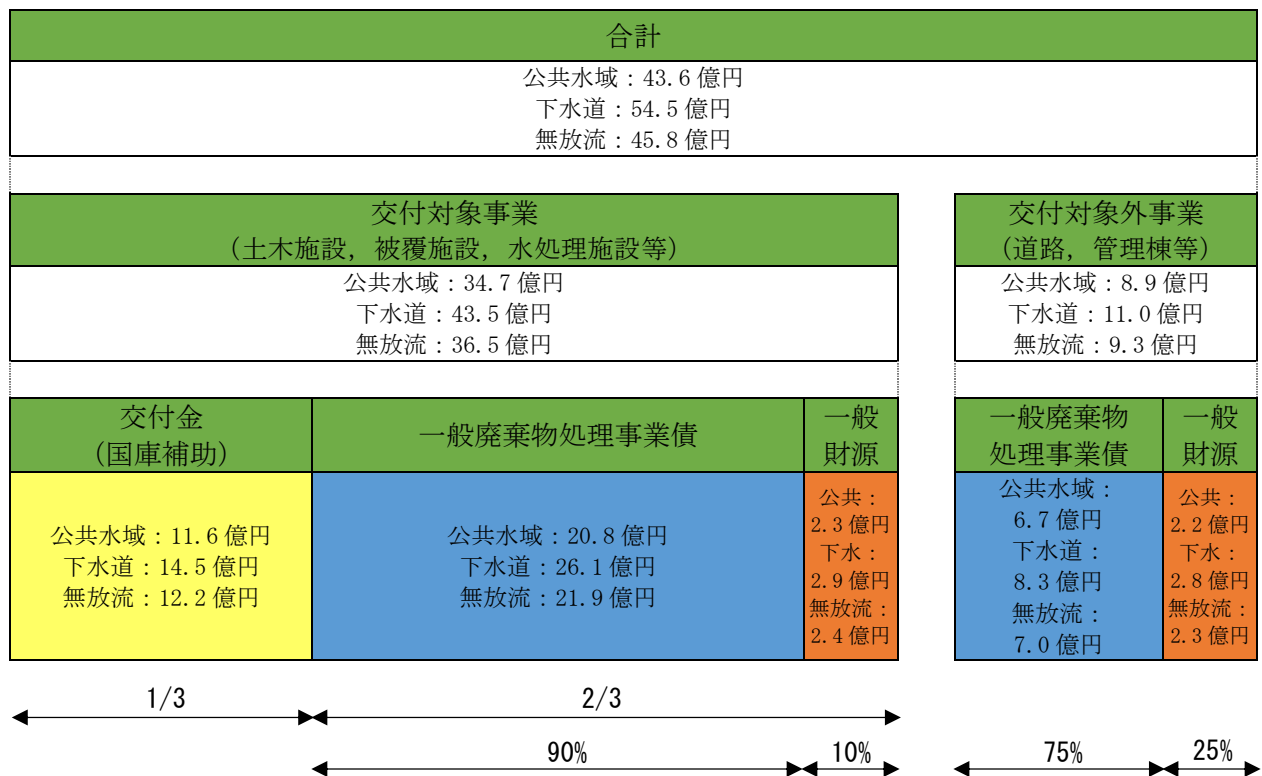 合計
公共水域：43.6億円
下水道：54.5億円
無放流：45.8億円
交付対象事業
（土木施設，被覆施設，水処理施設等）
公共水域：34.7億円
下水道：43.5億円
無放流：36.5億円
交付対象外事業
（道路，管理棟等）
公共水域：8.9億円
下水道：11.0億円
無放流：9.3億円
交付金
（国庫補助）
公共水域：11.6億円
下水道：14.5億円
無放流：12.2億円
一般廃棄物処理事業債
公共水域：20.8億円
下水道：26.1億円
無放流：21.9億円
一般
財源
公共：
2.3億円
下水：
2.9億円
無放流：
2.4億円
一般廃棄物
処理事業債
公共水域：
6.7億円
下水道：
8.3億円
無放流：
7.0億円
一般
財源
公共：
2.2億円
下水：
2.8億円
無放流：
2.3億円
1/3
2/3
90%
10%
75%
25%